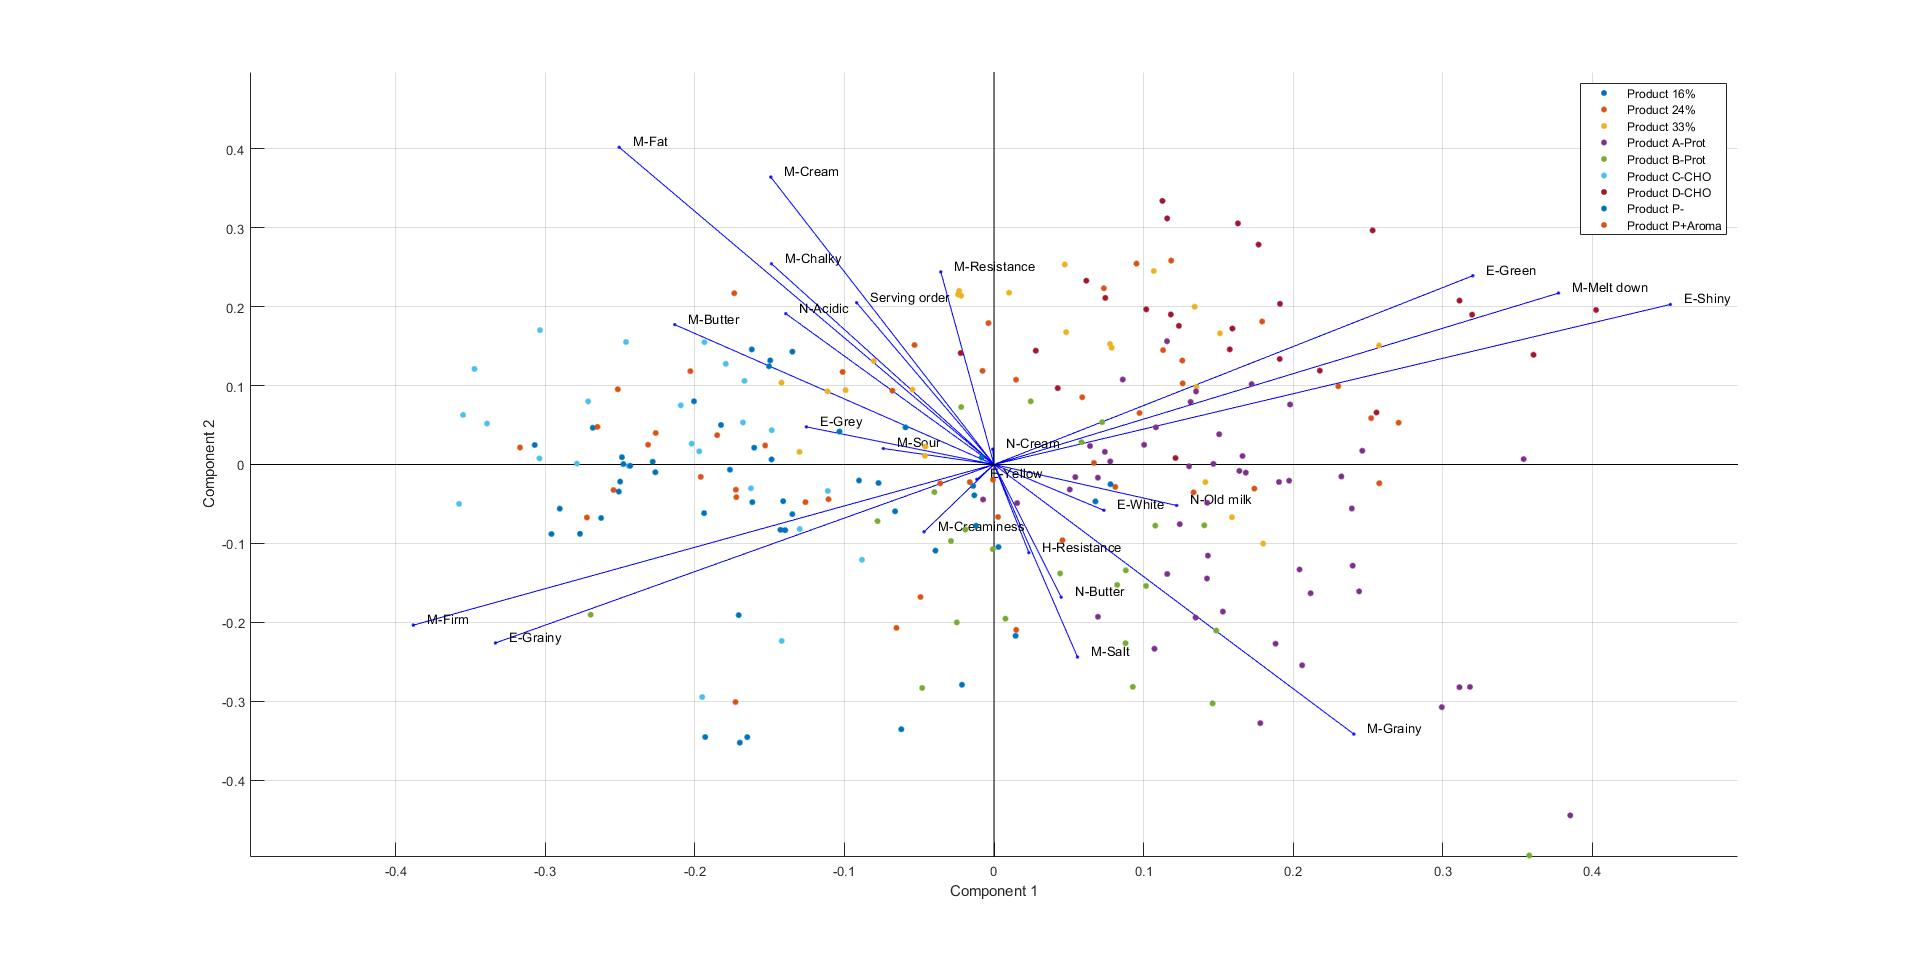 Product 16%
Product 24%
Product 33%
Product A-Prot
Product B-Prot
Product C-CHO
Product D-CHO
Product P-
Product P+Aroma
M-Fat
M-Cream
M-Chalky
M-Resistance
E-Green
M-Melt down
Serving order
E-Shiny
N-Acidic
M-Butter
E-Grey
M-Sour
N-Cream
E-Yellow
N-Old milk
E-White
M-Creaminess
H-Resistance
N-Butter
M-Firm
E-Grainy
M-Salt
M-Grainy
0.4
0.3
0.2
0.1
0
-0.1
-0.2
-0.3
-0.4
Component 2
-0.4
-0.3
-0.2
-0.1
0
0.1
0.2
0.3
0.4
Component 1